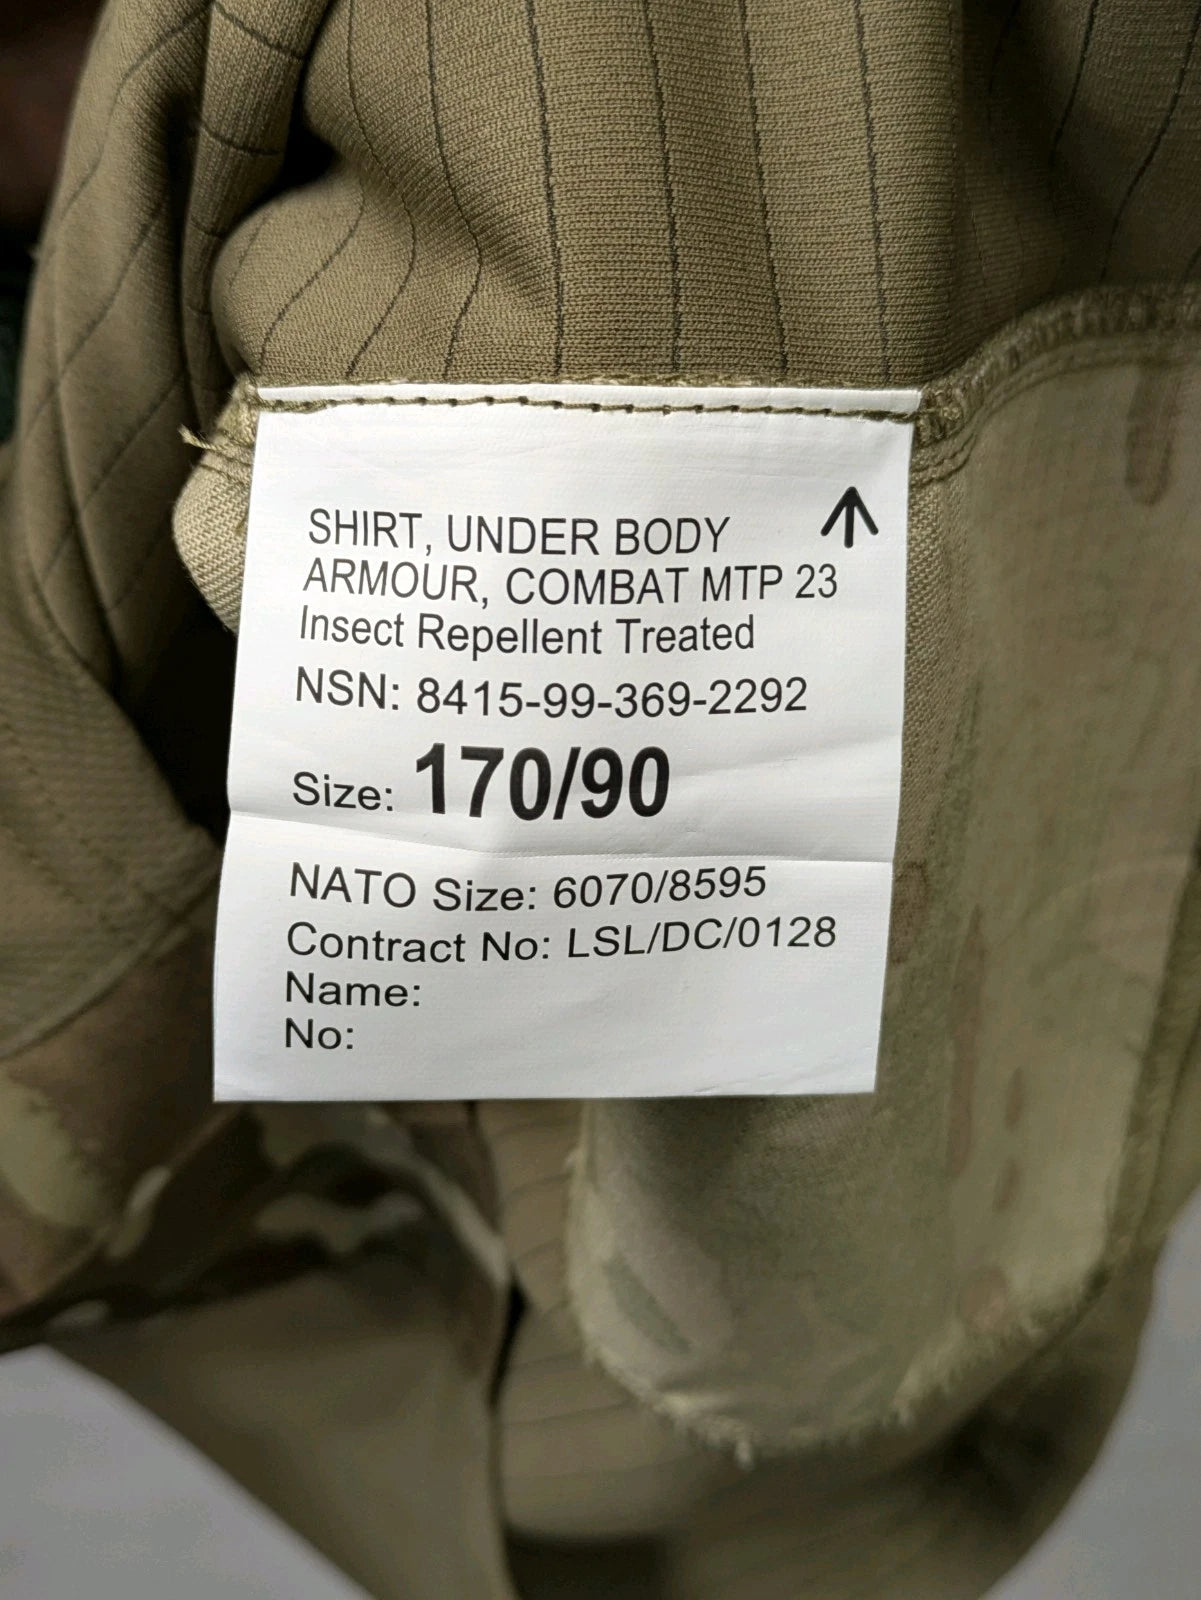 SHIRT, UNDER BODY
ARMOUR, COMBAT MTP 23
Insect Repellent Treated
NSN: 8415-99-369-2292
Size: 170/90
NATO Size: 6070/8595
Contract No: LSL/DC/0128
Name:
No: